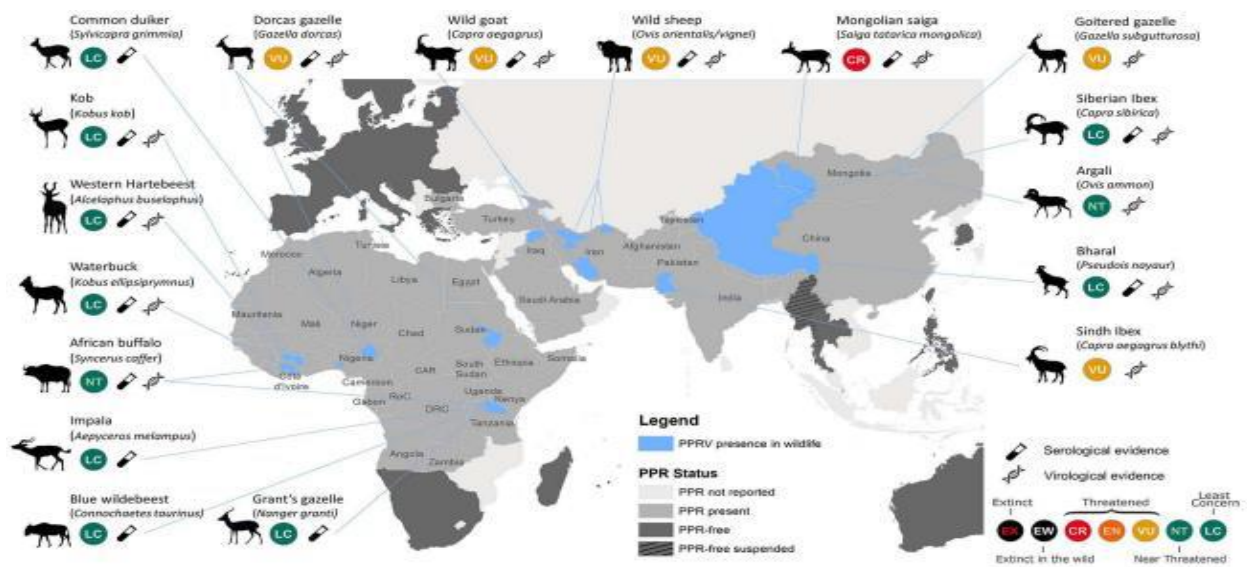 Common duiker
(Sylvicapra grimmia)
LC
Dorcas gazelle
(Gazella dorcas)
VU
Wild goat
(Capra aegagrus)
VU
Wild sheep
(Ovis orientalis/vignei)
VU
Mongolian saiga
(Saiga tatarica mongolica)
CR
Goitered gazelle
(Gazella subgutturosa)
VU
Kob
(Kobus kob)
LC
Siberian Ibex
(Capra sibirica)
LC
Western Hartebeest
(Alcelaphus buselaphus)
LC
Argali
(Ovis ammon)
NT
Waterbuck
(Kobus ellipsiprymnus)
LC
Bharal
(Pseudois nayaur)
LC
African buffalo
(Syncerus caffer)
NT
Sindh Ibex
(Capra aegagrus blythi)
VU
Impala
(Aepyceros melampus)
LC
Blue wildebeest
(Connochaetes taurinus)
LC
Grant's gazelle
(Nanger granti)
LC
Bulgaria
Turkey
Tajikistan
Mongolia
China
Tunisia
Morocco
Algeria
Libya
Egypt
Iraq
Iran
Afghanistan
Pakistan
India
Saudi Arabia
Mauritania
Mali
Niger
Chad
Sudan
Nigeria
CAR
South
Sudan
Ethiopia
Somalia
Cote
d'Ivoire
Cameroon
Gabon
RoC
DRC
Uganda
Kenya
Tanzania
Angola
Zambia
Legend
PPRV presence in wildlife
PPR Status
PPR not reported
PPR present
PPR-free
PPR-free suspended
Serological evidence
Virological evidence
Extinct
Threatened
Least
Concern
EX EW CR EN VU NT LC
Extinct in the wild
Near Threatened